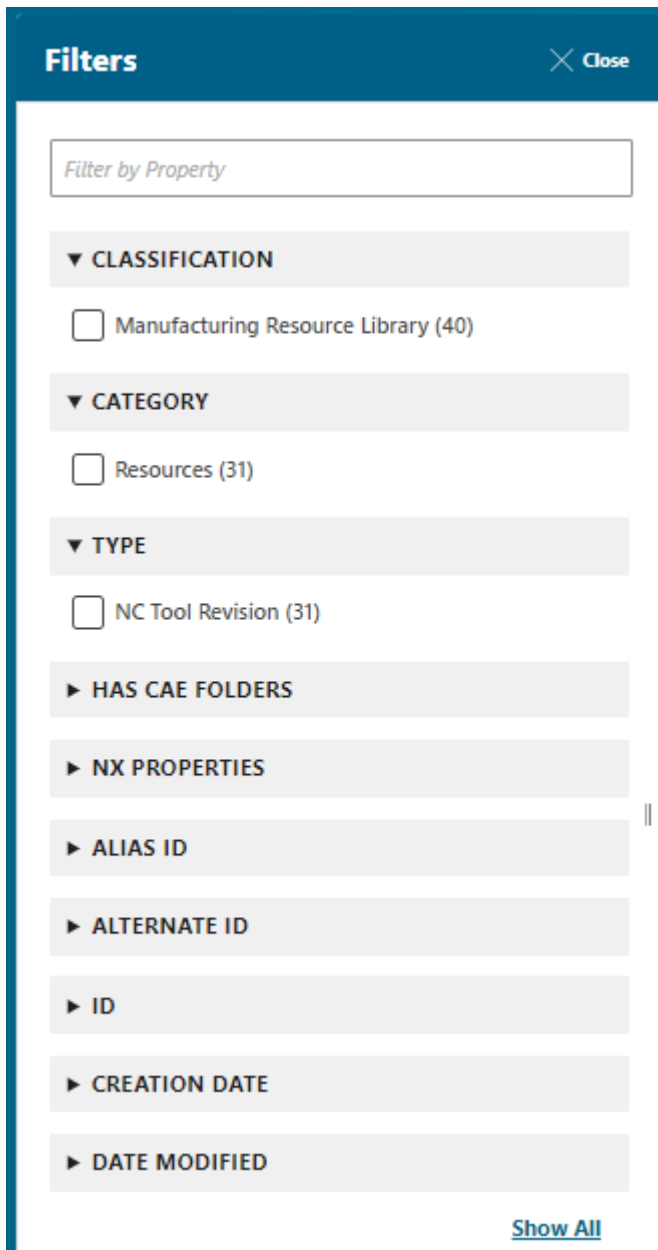 Filters
Close
Filter by Property
CLASSIFICATION
Manufacturing Resource Library (40)
CATEGORY
Resources (31)
TYPE
NC Tool Revision (31)
HAS CAE FOLDERS
NX PROPERTIES
ALIAS ID
ALTERNATE ID
ID
CREATION DATE
DATE MODIFIED
Show All